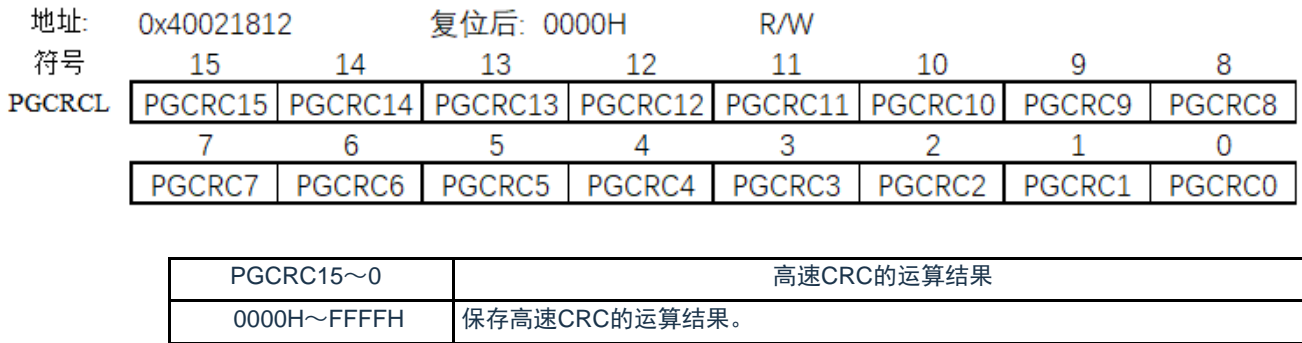 地址: 0x40021812 复位后: 0000H R/W
符号 15 14 13 12 11 10 9 8
PGCRCL PGCRC15 PGCRC14 PGCRC13 PGCRC12 PGCRC11 PGCRC10 PGCRC9 PGCRC8
7 6 5 4 3 2 1 0
PGCRC7 PGCRC6 PGCRC5 PGCRC4 PGCRC3 PGCRC2 PGCRC1 PGCRC0
PGCRC15～0 高速CRC的运算结果
0000H～FFFFH 保存高速CRC的运算结果。